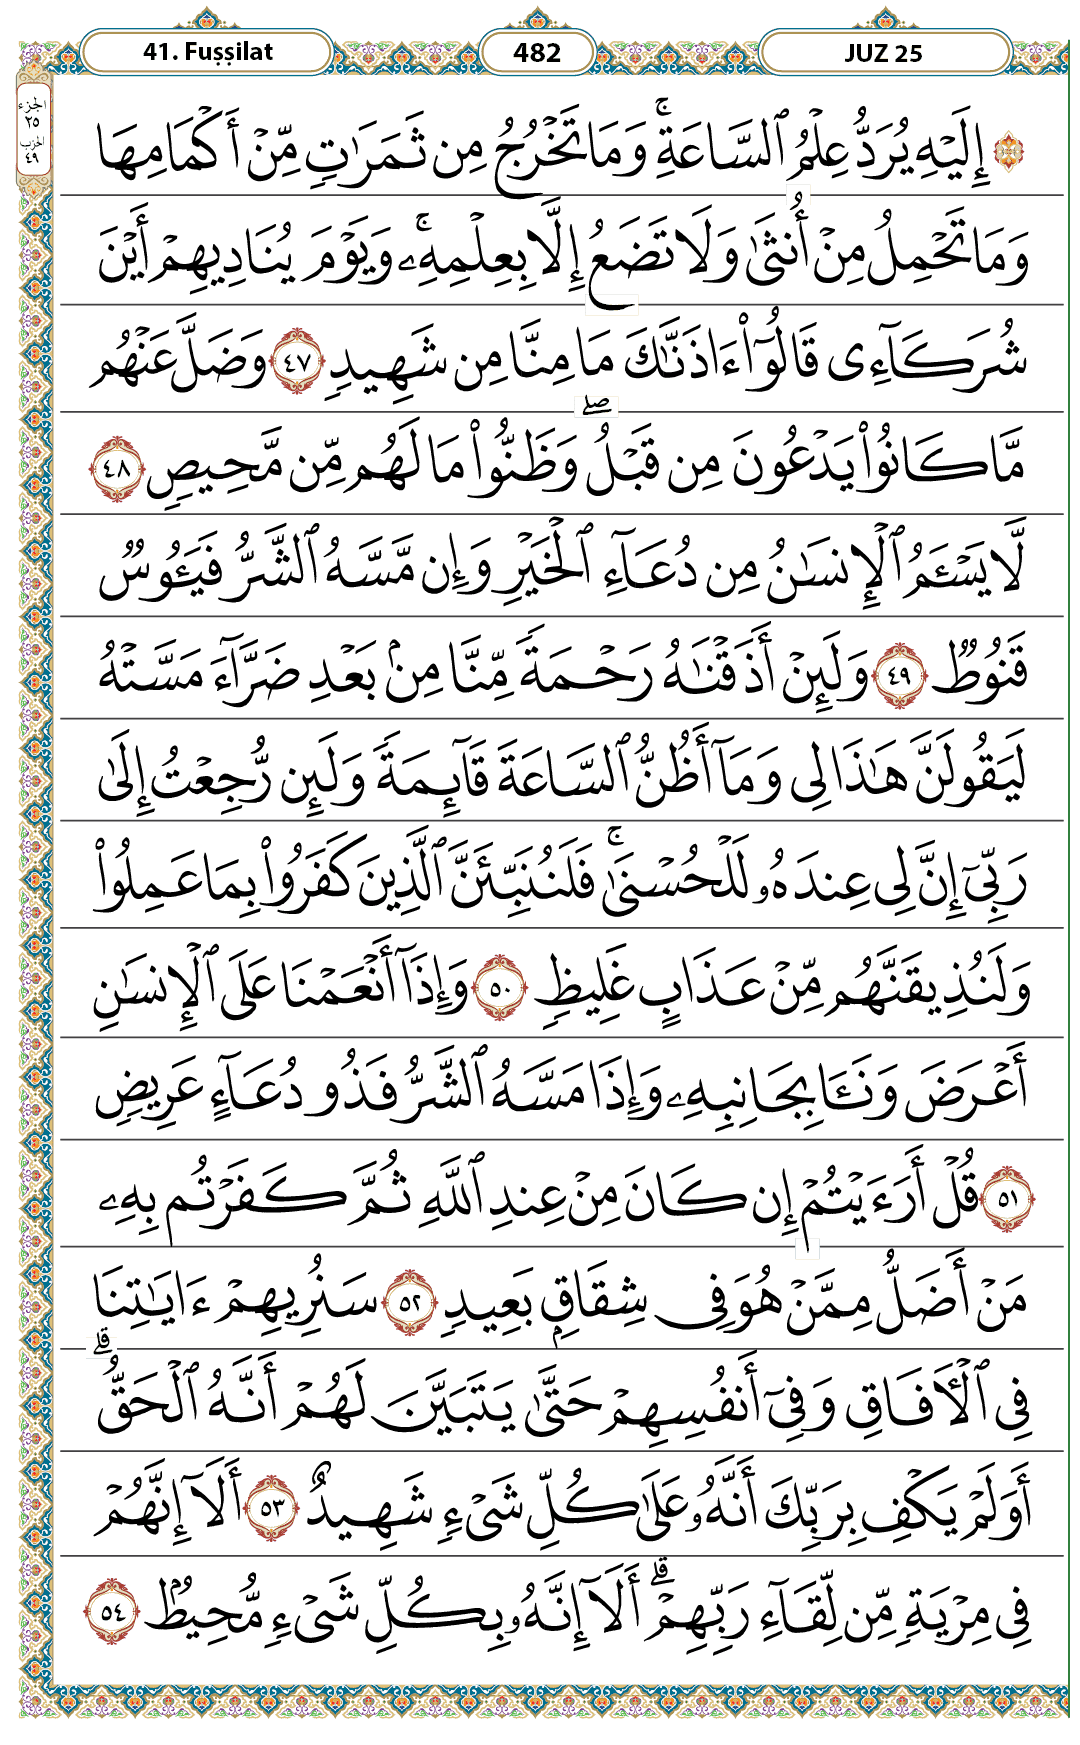 41. Fuṣṣilat
482
JUZ 25
الجزء
٢٥
الحزب
٤٩
۞ إِلَيْهِ يُرَدُّ عِلْمُ ٱلسَّاعَةِۚ وَمَا تَخْرُجُ مِن ثَمَرَٰتٍ مِّنْ أَكْمَامِهَا
وَمَا تَحْمِلُ مِنْ أُنثَىٰ وَلَا تَضَعُ إِلَّا بِعِلْمِهِۦۚ وَيَوْمَ يُنَادِيهِمْ أَيْنَ
شُرَكَآءِى قَالُوٓا۟ ءَاذَنَّٰكَ مَا مِنَّا مِن شَهِيدٍ ٤٧ وَضَلَّ عَنْهُم
مَّا كَانُوا۟ يَدْعُونَ مِن قَبْلُۖ وَظَنُّوا۟ مَا لَهُم مِّن مَّحِيصٍ ٤٨
لَّا يَسْـَٔمُ ٱلْإِنسَٰنُ مِن دُعَآءِ ٱلْخَيْرِ وَإِن مَّسَّهُ ٱلشَّرُّ فَيَـُٔوسٌ
قَنُوطٌ ٤٩ وَلَئِنْ أَذَقْنَٰهُ رَحْمَةً مِّنَّا مِنۢ بَعْدِ ضَرَّآءَ مَسَّتْهُ
لَيَقُولَنَّ هَٰذَا لِى وَمَآ أَظُنُّ ٱلسَّاعَةَ قَآئِمَةً وَلَئِن رُّجِعْتُ إِلَىٰ
رَبِّىٓ إِنَّ لِى عِندَهُۥ لَلْحُسْنَىٰۚ فَلَنُنَبِّئَنَّ ٱلَّذِينَ كَفَرُوا۟ بِمَا عَمِلُوا۟
وَلَنُذِيقَنَّهُم مِّنْ عَذَابٍ غَلِيظٍ ٥٠ وَإِذَآ أَنْعَمْنَا عَلَى ٱلْإِنسَٰنِ
أَعْرَضَ وَنَـَٔا بِجَانِبِهِۦ وَإِذَا مَسَّهُ ٱلشَّرُّ فَذُو دُعَآءٍ عَرِيضٍ
٥١ قُلْ أَرَءَيْتُمْ إِن كَانَ مِنْ عِندِ ٱللَّهِ ثُمَّ كَفَرْتُم بِهِۦ
مَنْ أَضَلُّ مِمَّنْ هُوَ فِى شِقَاقٍۭ بَعِيدٍ ٥٢ سَنُرِيهِمْ ءَايَٰتِنَا
فِى ٱلْـَٔافَاقِ وَفِىٓ أَنفُسِهِمْ حَتَّىٰ يَتَبَيَّنَ لَهُمْ أَنَّهُ ٱلْحَقُّۗ
أَوَلَمْ يَكْفِ بِرَبِّكَ أَنَّهُۥ عَلَىٰ كُلِّ شَىْءٍ شَهِيدٌ ٥٣ أَلَآ إِنَّهُمْ
فِى مِرْيَةٍ مِّن لِّقَآءِ رَبِّهِمْۗ أَلَآ إِنَّهُۥ بِكُلِّ شَىْءٍ مُّحِيطٌۢ ٥٤